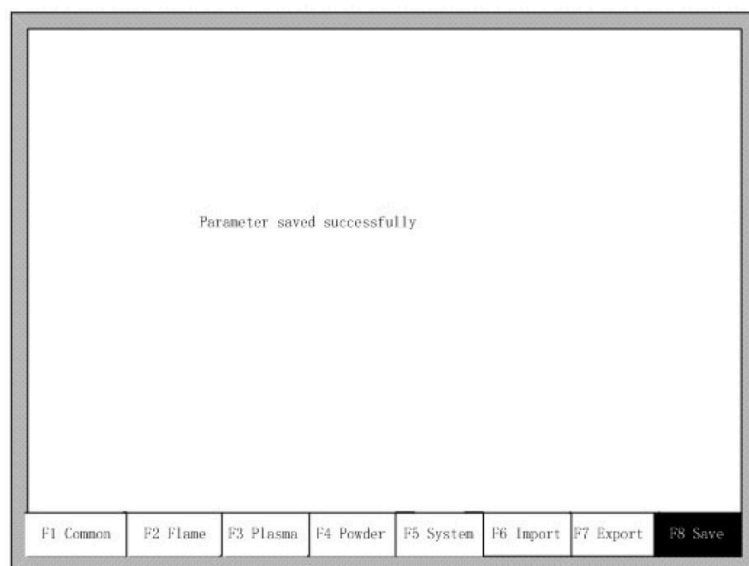 Parameter saved successfully
F1 Common F2 Flame F3 Plasma F4 Powder F5 System F6 Import F7 Export F8 Save